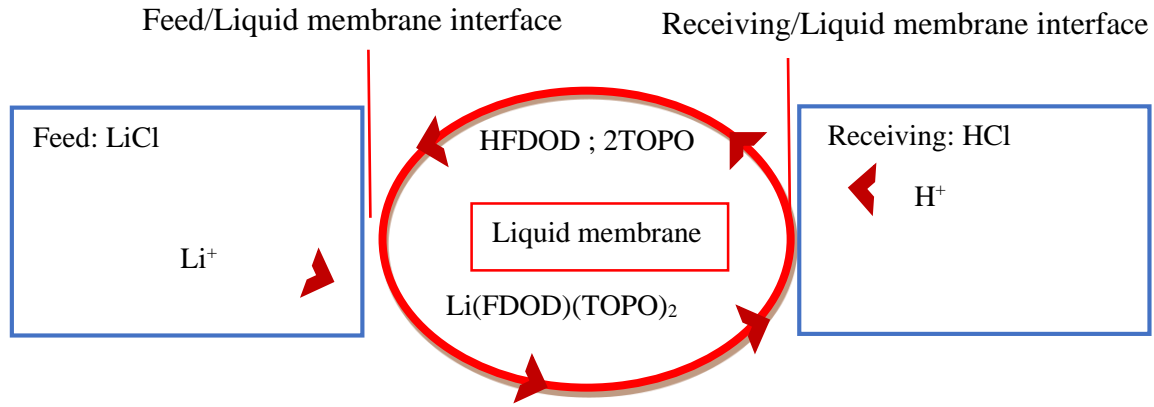 Feed/Liquid membrane interface
Receiving/Liquid membrane interface
Feed: LiCl
HFDOD ; 2TOPO
Receiving: HCl
H⁺
Liquid membrane
Li⁺
Li(FDOD)(TOPO)₂